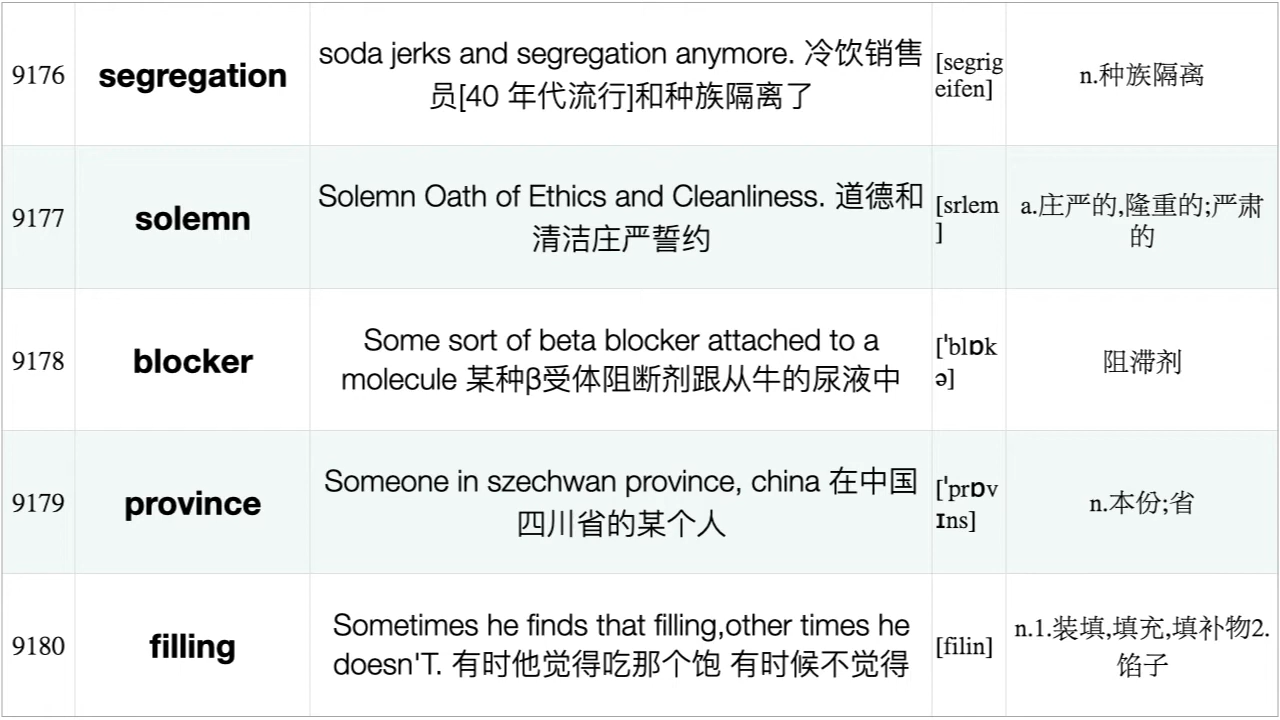 9176
segregation
soda jerks and segregation anymore. 冷饮销售
员[40 年代流行]和种族隔离了
[segrig
eifen]
n.种族隔离
9177
solemn
Solemn Oath of Ethics and Cleanliness. 道德和
清洁庄严誓约
[srlem
]
a.庄严的,隆重的;严肃
的
9178
blocker
Some sort of beta blocker attached to a
molecule 某种β受体阻断剂跟从牛的尿液中
[ˈblɒk
ə]
阻滞剂
9179
province
Someone in szechwan province, china 在中国
四川省的某个人
[ˈprɒv
ɪns]
n.本份;省
9180
filling
Sometimes he finds that filling,other times he
doesn'T. 有时他觉得吃那个饱 有时候不觉得
[filin]
n.1.装填,填充,填补物2.
馅子